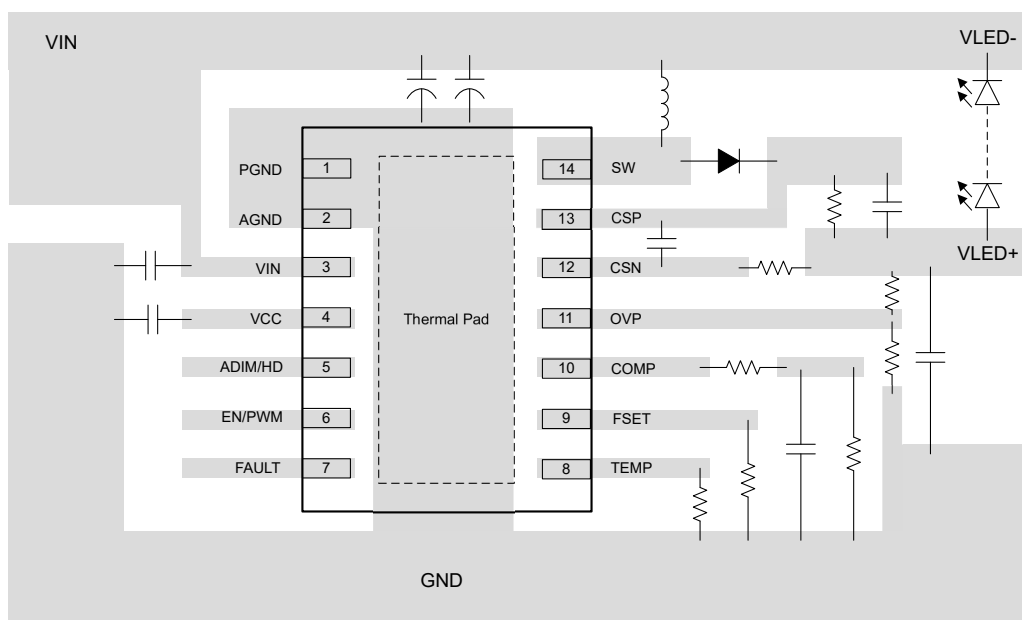 VIN
VLED-
PGND 1
14 SW
AGND 2
13 CSP
VLED+
VIN 3
12 CSN
VCC 4
Thermal Pad
11 OVP
ADIM/HD 5
10 COMP
EN/PWM 6
9 FSET
FAULT 7
8 TEMP
GND